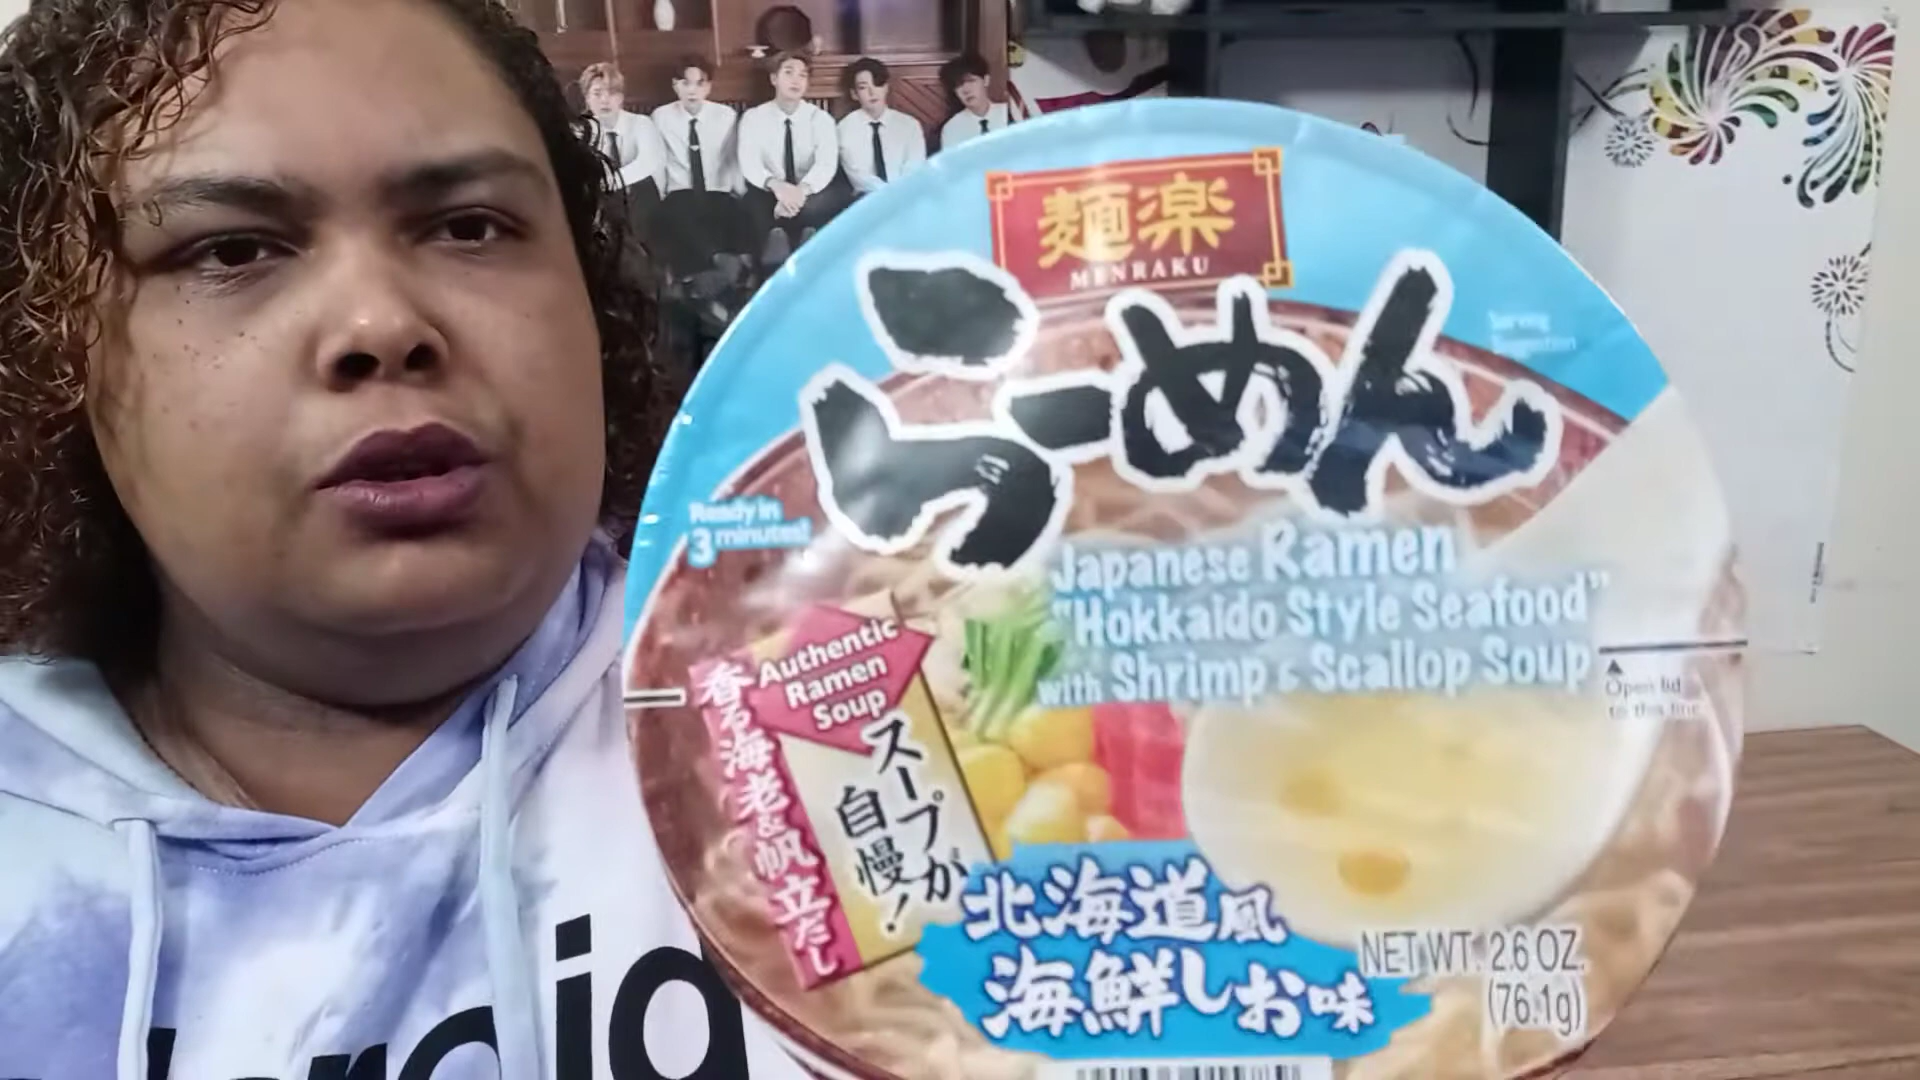 麺楽
MENRAKU
らーめん
Serving
Suggestion
Ready in
3 minutes!
Japanese Ramen
"Hokkaido Style Seafood"
with Shrimp & Scallop Soup
Open lid
to this line
Authentic
Ramen
Soup
香る海老&帆立だし
スープが
自慢!
北海道風
海鮮しお味
NET WT. 2.6 OZ.
(76.1g)